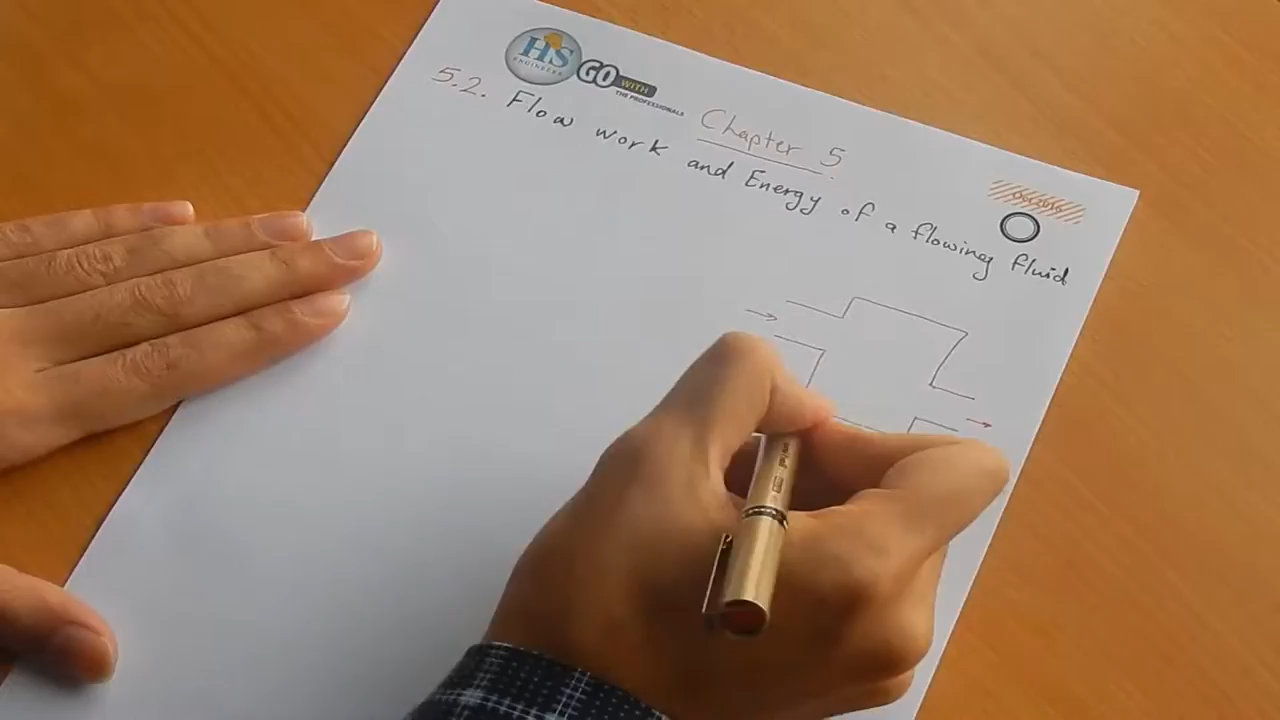 HS
ENGINEERS
GO WITH
THE PROFESSIONALS
Chapter 5
5.2. Flow work and Energy of a flowing fluid